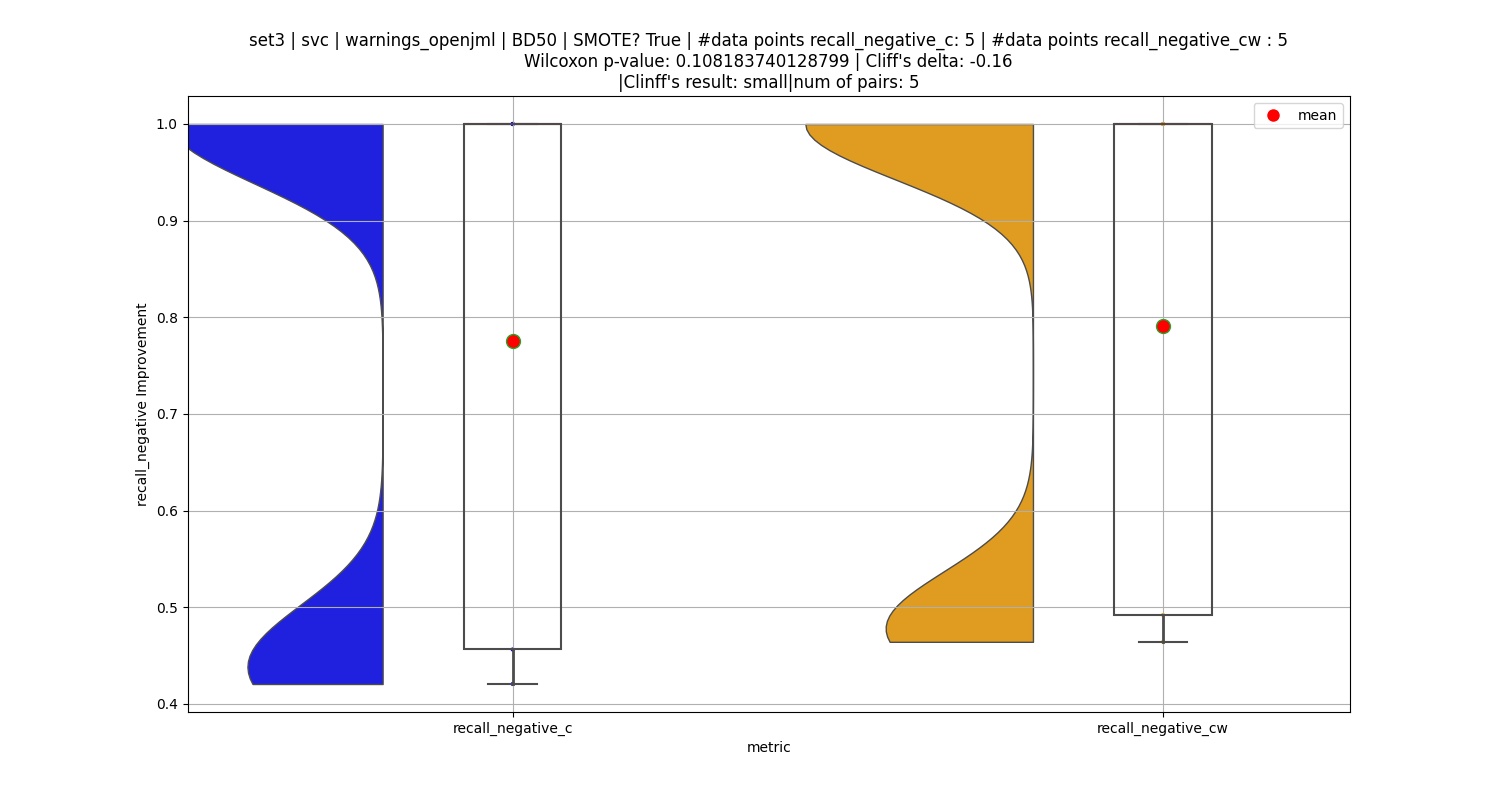 set3 | svc | warnings_openjml | BD50 | SMOTE? True | #data points recall_negative_c: 5 | #data points recall_negative_cw : 5
Wilcoxon p-value: 0.108183740128799 | Cliff's delta: -0.16
|Clinff's result: small|num of pairs: 5
mean
1.0
0.9
0.8
0.7
0.6
0.5
0.4
recall_negative Improvement
recall_negative_c
recall_negative_cw
metric